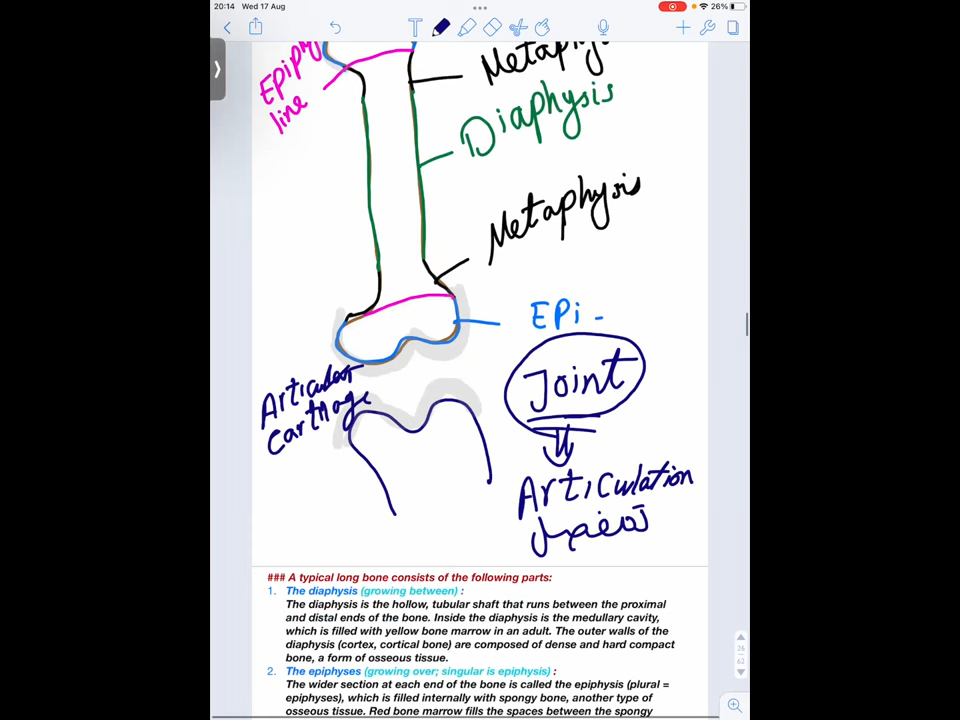 20:14 Wed 17 Aug
26%
T
Metaphy
Epiphy
line
Diaphysis
Metaphysis
EPi -
Joint
Articular
Cartilage
Articulation
تمفصل
### A typical long bone consists of the following parts:
1. The diaphysis (growing between) :
The diaphysis is the hollow, tubular shaft that runs between the proximal
and distal ends of the bone. Inside the diaphysis is the medullary cavity,
which is filled with yellow bone marrow in an adult. The outer walls of the
diaphysis (cortex, cortical bone) are composed of dense and hard compact
bone, a form of osseous tissue.
2. The epiphyses (growing over; singular is epiphysis) :
The wider section at each end of the bone is called the epiphysis (plural =
epiphyses), which is filled internally with spongy bone, another type of
osseous tissue. Red bone marrow fills the spaces between the spongy
26
62